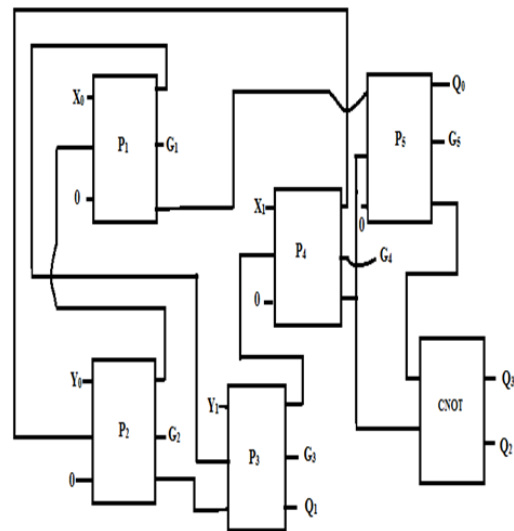 X₀
P₁
G₁
0
P₅
Q₀
G₅
0
X₁
P₄
G₄
0
Y₀
P₂
G₂
0
Y₁
P₃
G₃
Q₁
CNOT
Q₃
Q₂